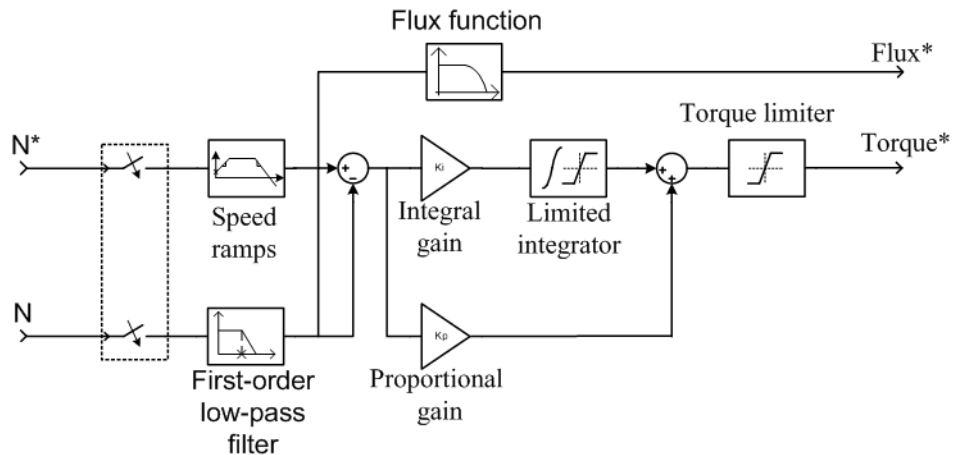 Flux function
Flux*
Torque limiter
N*
Torque*
+
−
Ki
+
+
Speed
ramps
Integral
gain
Limited
integrator
N
Kp
First-order
low-pass
filter
Proportional
gain